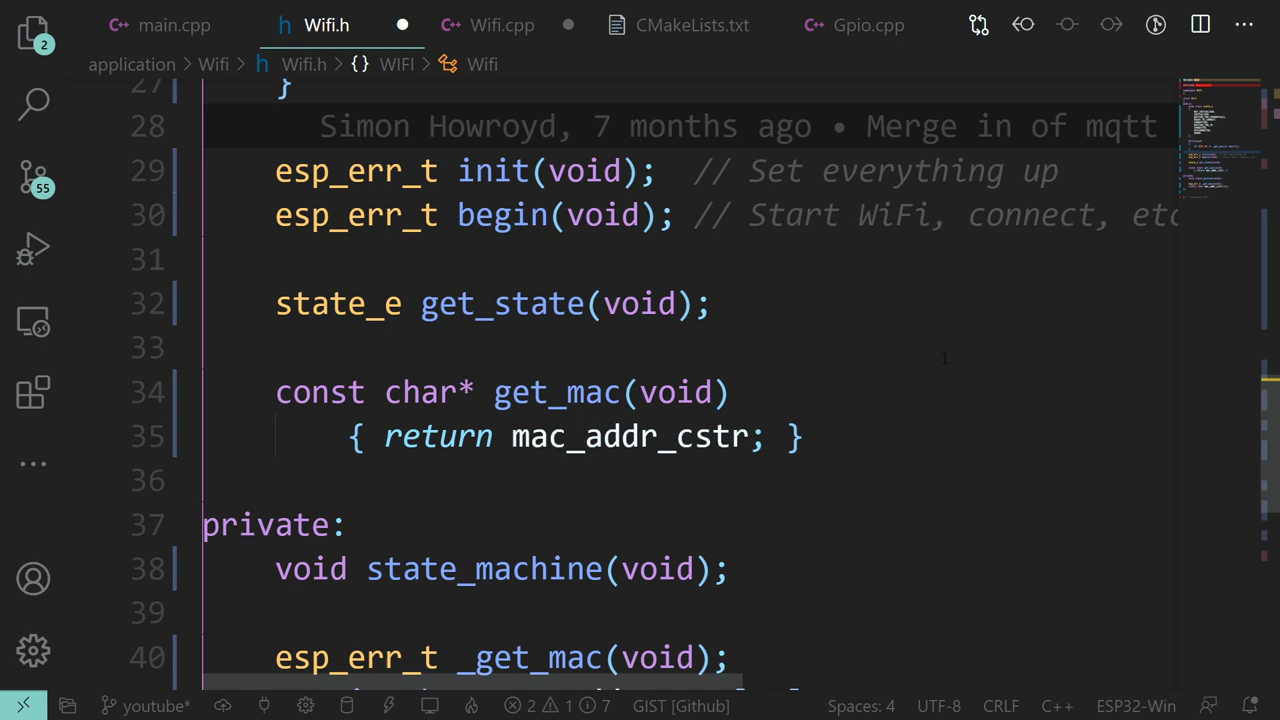 main.cpp
Wifi.h
Wifi.cpp
CMakeLists.txt
Gpio.cpp
application > Wifi > Wifi.h > {} WIFI > Wifi
27 }
28 Simon Howroyd, 7 months ago • Merge in of mqtt
29 esp_err_t init(void); // Set everything up
30 esp_err_t begin(void); // Start WiFi, connect, etc
31
32 state_e get_state(void);
33
34 const char* get_mac(void)
35 { return mac_addr_cstr; }
36
37 private:
38 void state_machine(void);
39
40 esp_err_t _get_mac(void);
2
55
youtube*
2 1 7
GIST [Github]
Spaces: 4
UTF-8
CRLF
C++
ESP32-Win